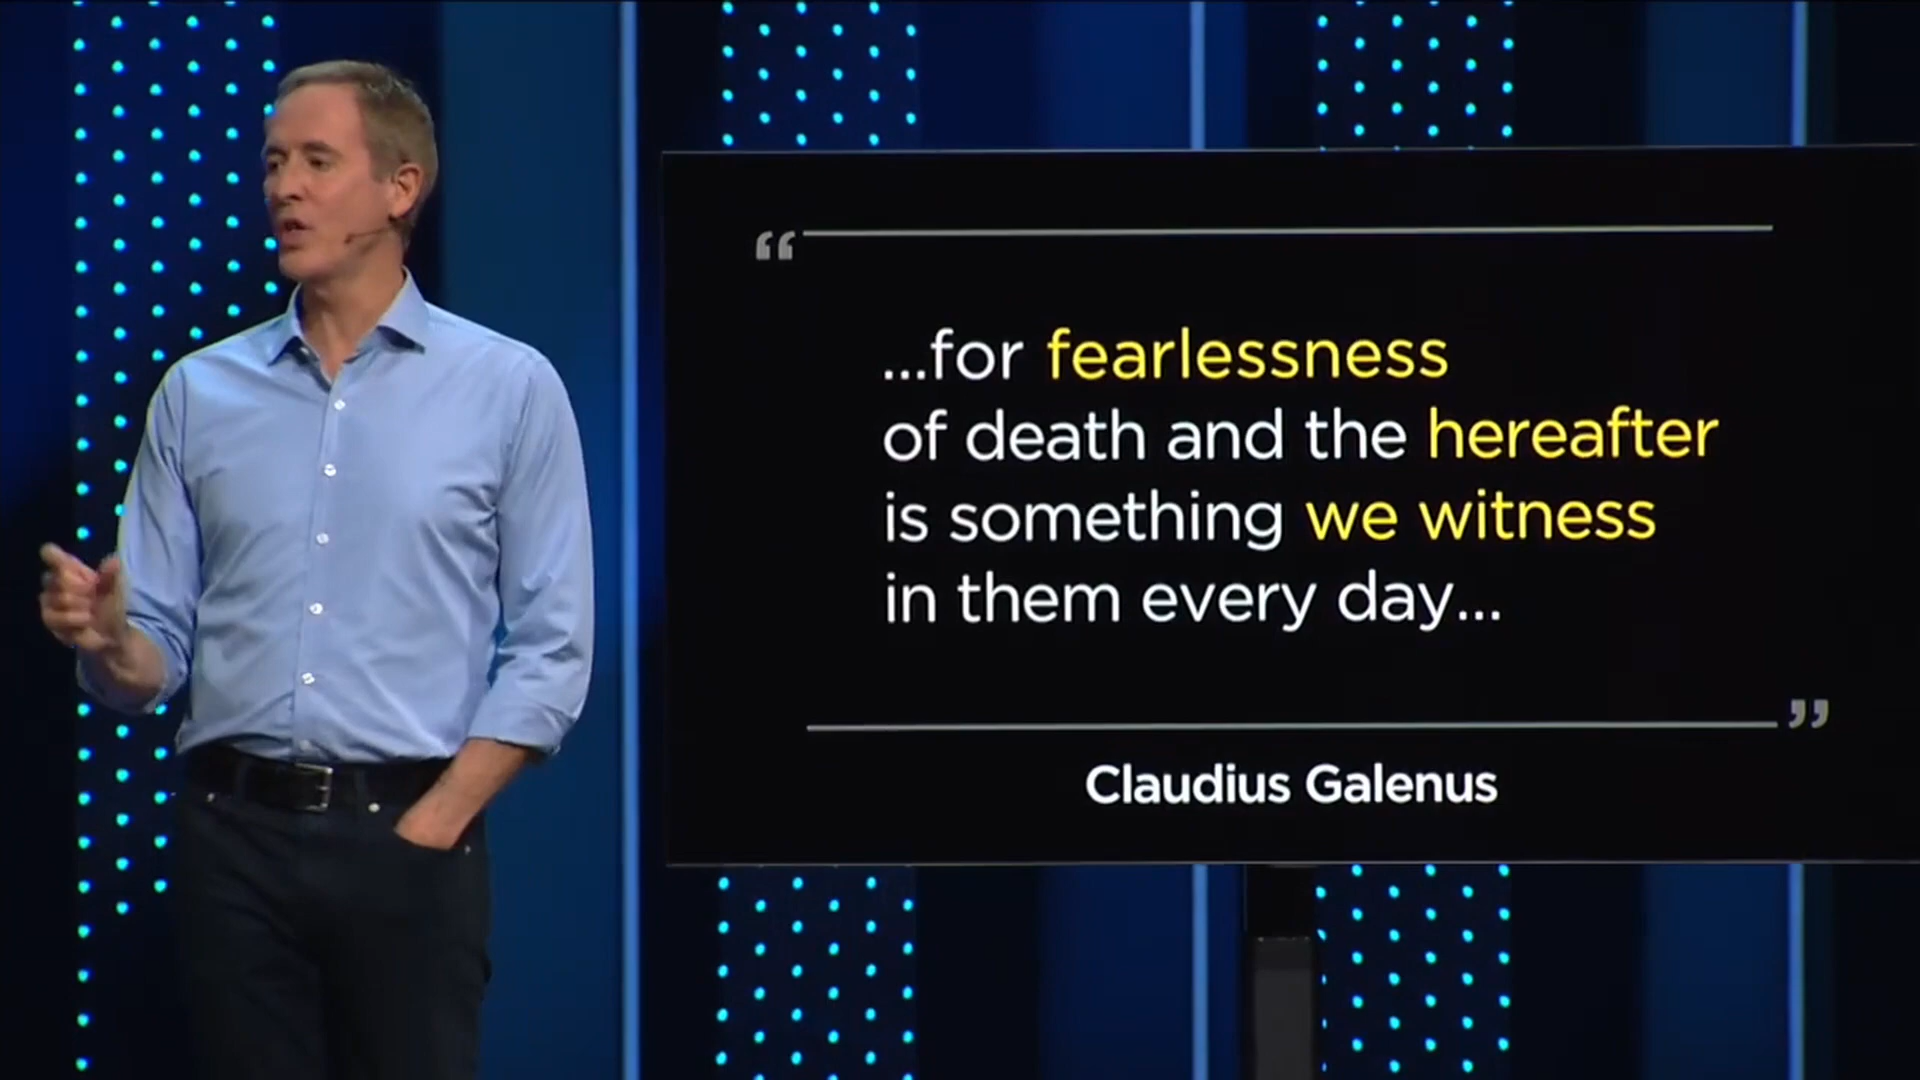 “
...for fearlessness
of death and the hereafter
is something we witness
in them every day...
”
Claudius Galenus